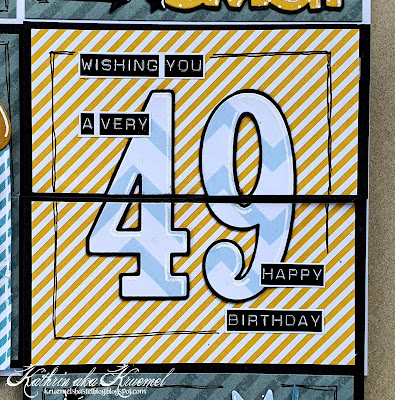 WISHING YOU
A VERY
49
HAPPY
BIRTHDAY
Kathrin aka Kruemel
kruemelsbastelblog.blogspot.com